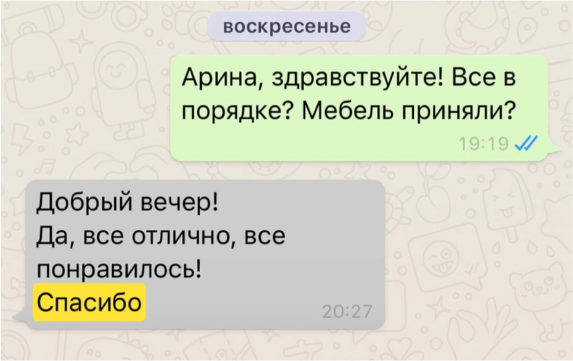 воскресенье
Арина, здравствуйте! Все в
порядке? Мебель приняли?
19:19
Добрый вечер!
Да, все отлично, все
понравилось!
Спасибо
20:27